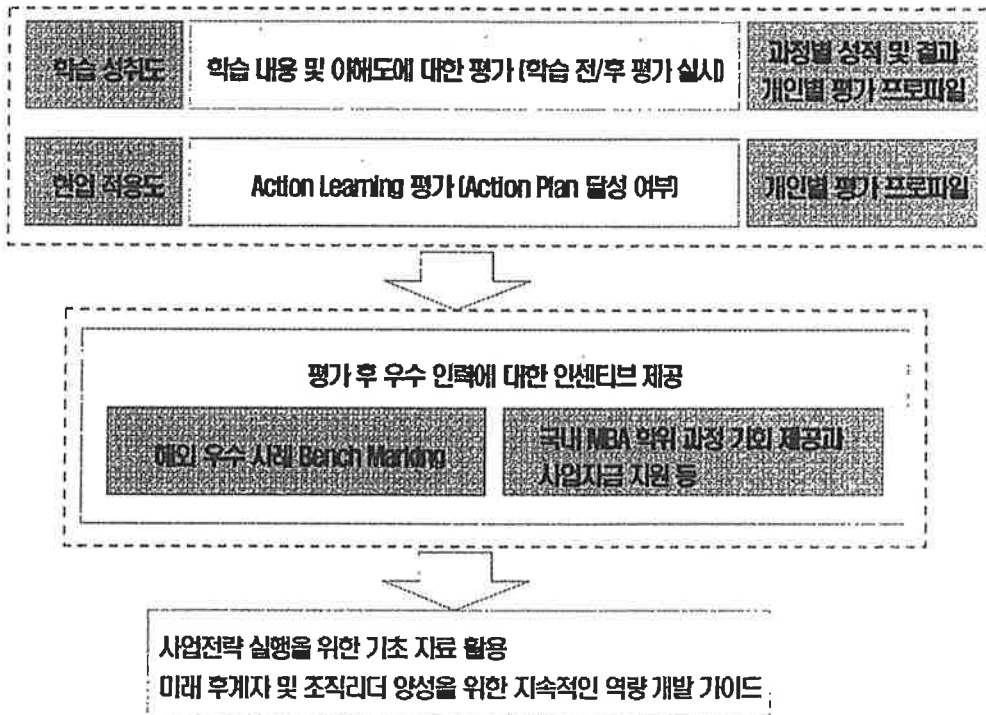 학습 성취도
학습 내용 및 이해도에 대한 평가 (학습 전/후 평가 실시)
과정별 성적 및 결과
개인별 평가 프로파일
현업 적용도
Action Learning 평가 (Action Plan 달성 여부)
개인별 평가 프로파일
평가 후 우수 인력에 대한 인센티브 제공
해외 우수 사례 Bench Marking
국내 MBA 학위 과정 기회 제공과
사업자금 지원 등
사업전략 실행을 위한 기초 자료 활용
미래 후계자 및 조직리더 양성을 위한 지속적인 역량 개발 가이드